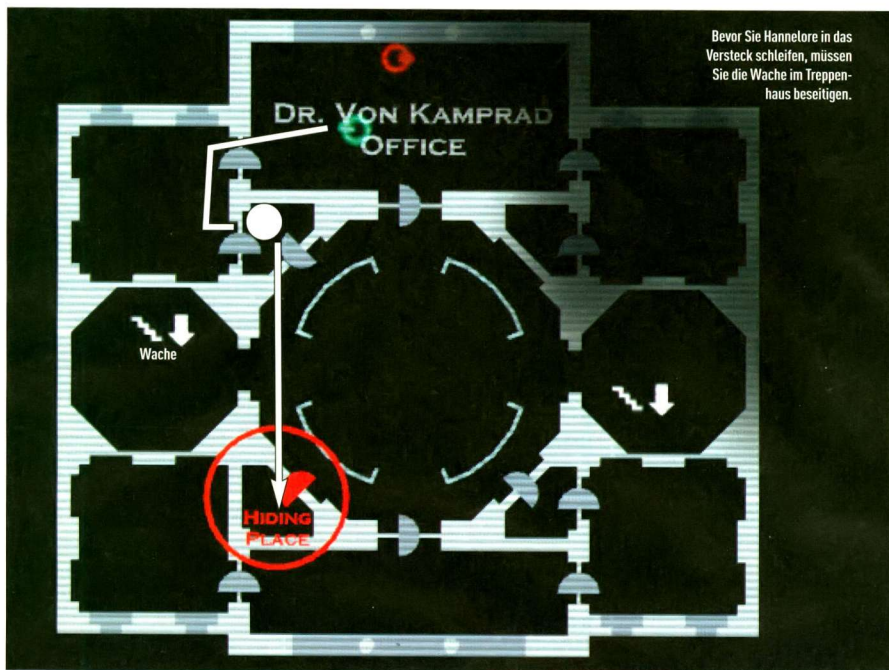 Bevor Sie Hannelore in das
Versteck schleifen, müssen
Sie die Wache im Treppen-
haus beseitigen.
DR. VON KAMPRAD
OFFICE
Wache
HIDING
PLACE